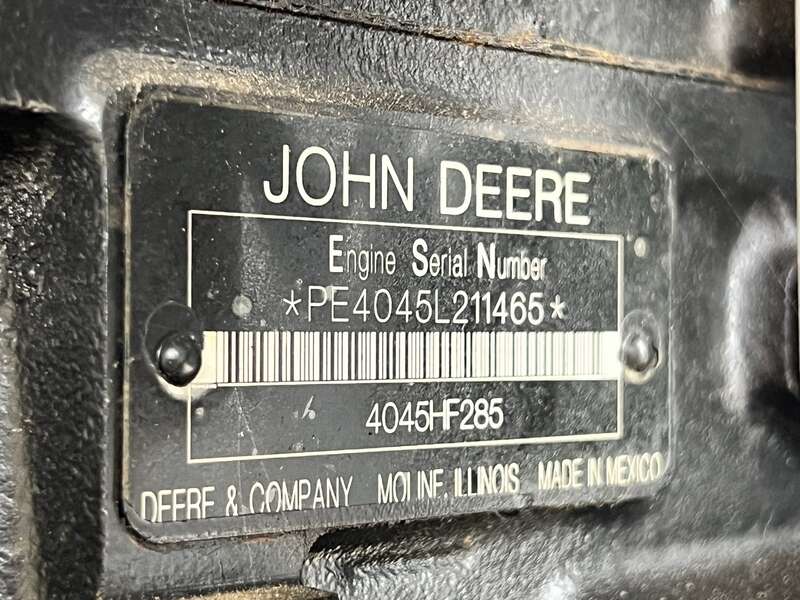 JOHN DEERE
Engine Serial Number
*PE4045L211465*
4045HF285
DEERE & COMPANY MOLINE, ILLINOIS MADE IN MEXICO